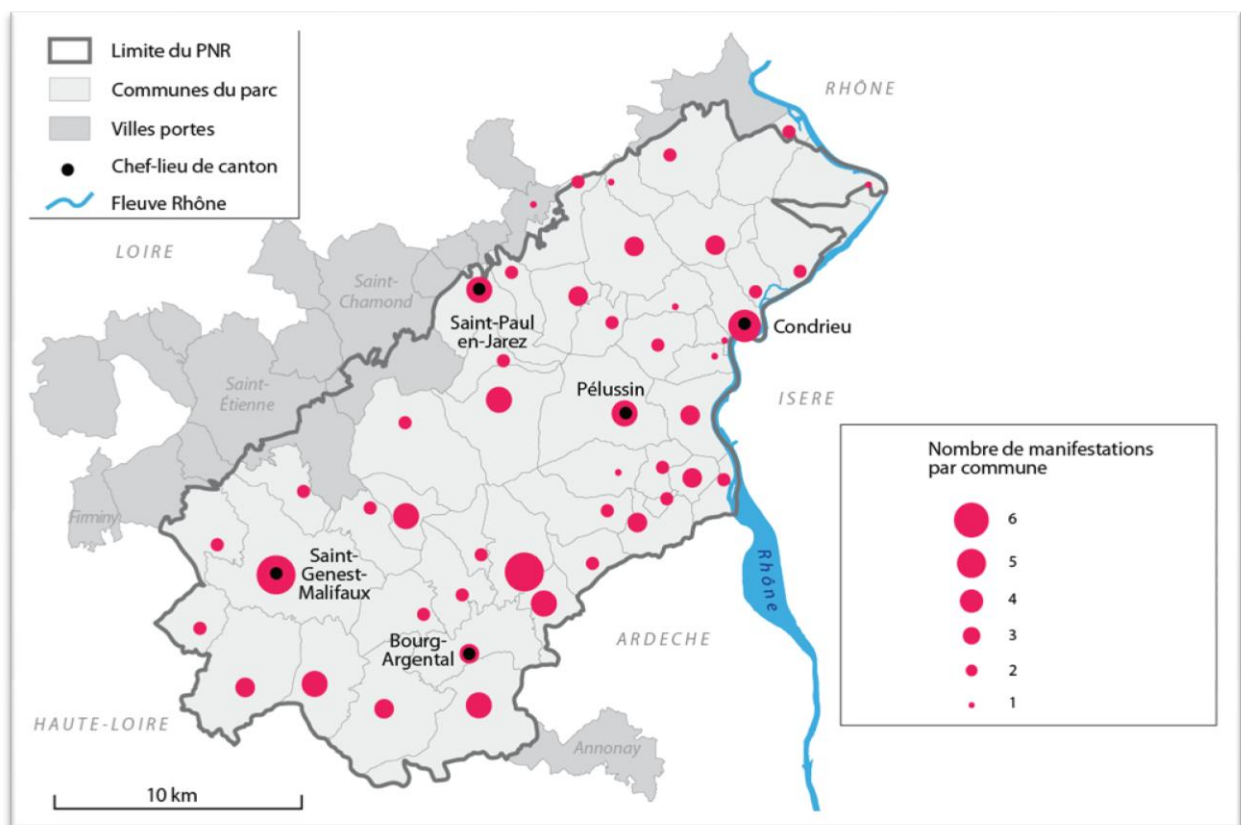 Limite du PNR
Communes du parc
Villes portes
Chef-lieu de canton
Fleuve Rhône
RHÔNE
LOIRE
Saint-
Chamond
Saint-Paul
en-Jarez
Condrieu
Saint-
Étienne
Pélussin
ISERE
Firminy
Saint-
Genest-
Malifaux
Rhône
Bourg-
Argental
ARDECHE
HAUTE-LOIRE
Annonay
10 km
Nombre de manifestations
par commune
6
5
4
3
2
1